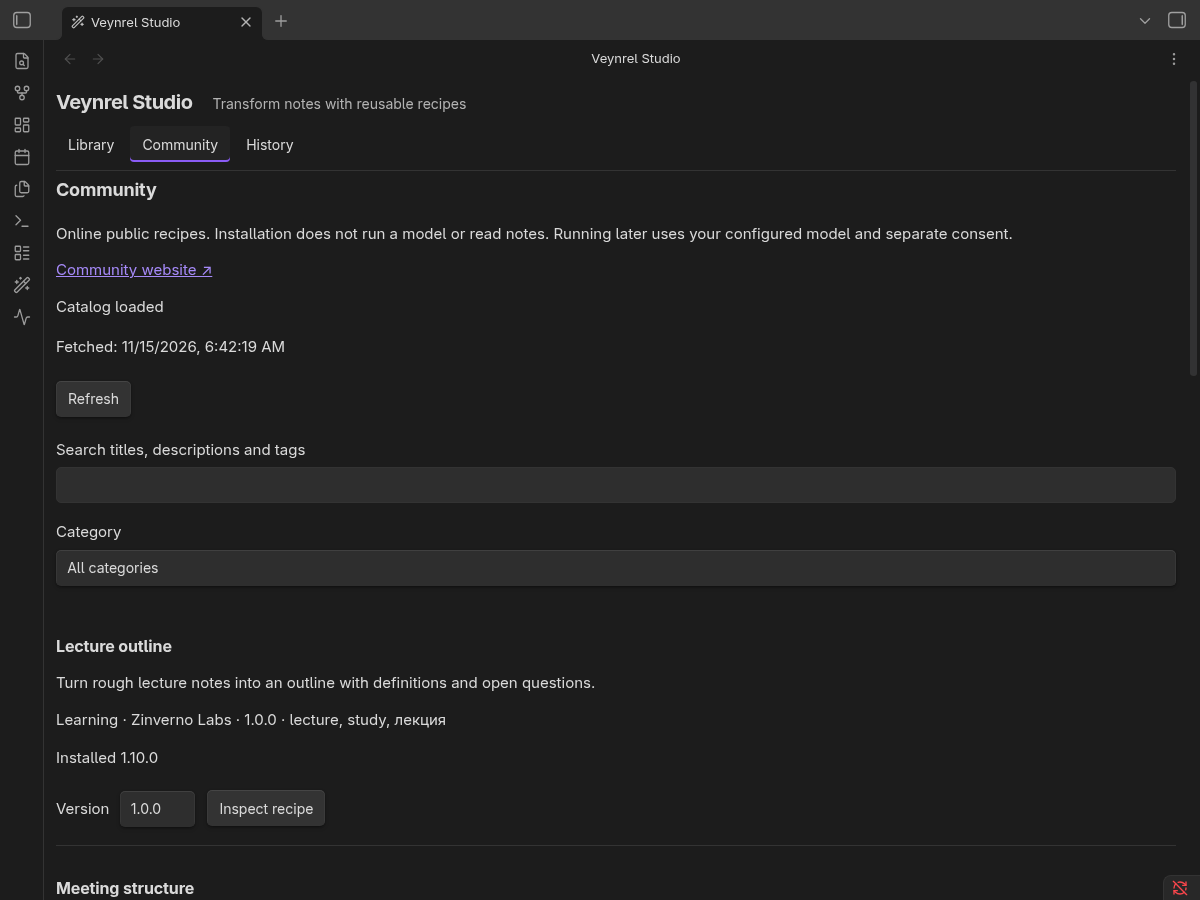 Veynrel Studio
Veynrel Studio
Veynrel Studio Transform notes with reusable recipes
Library Community History
Community
Online public recipes. Installation does not run a model or read notes. Running later uses your configured model and separate consent.
Community website ↗
Catalog loaded
Fetched: 11/15/2026, 6:42:19 AM
Refresh
Search titles, descriptions and tags
Category
All categories
Lecture outline
Turn rough lecture notes into an outline with definitions and open questions.
Learning · Zinverno Labs · 1.0.0 · lecture, study, лекция
Installed 1.10.0
Version 1.0.0 Inspect recipe
Meeting structure